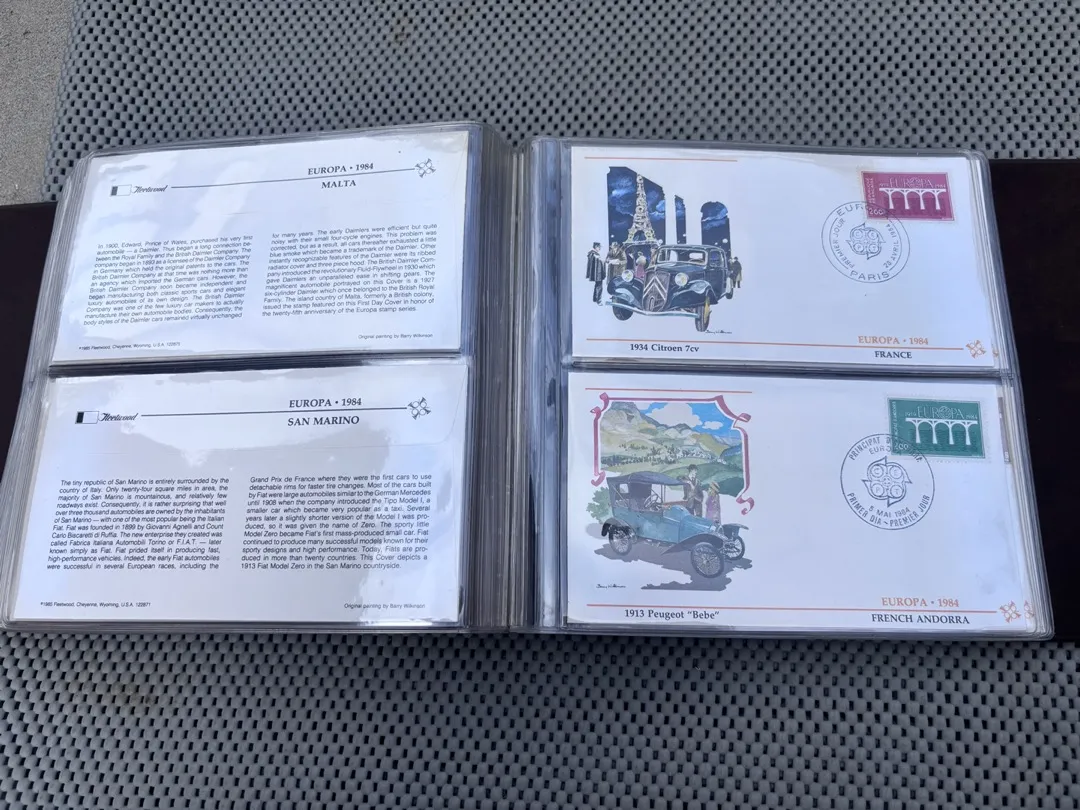 EUROPA • 1984
Fleetwood
MALTA
In 1900, Edward, Prince of Wales, purchased his very first
automobile — a Daimler. Thus began a long connection be-
tween the Royal Family and the British Daimler Company. The
company began in 1893 as a licensee of the Daimler Company
in Germany which held the original patents to the cars. The
British Daimler Company at that time was nothing more than
an agency which imported the German cars. However, the
British Daimler Company soon became independent and
began manufacturing both classic sports cars and elegant
luxury automobiles of its own design. The British Daimler
Company was one of the few luxury car makers to actually
manufacture their own automobile bodies. Consequently, the
body styles of the Daimler cars remained virtually unchanged
for many years. The early Daimlers were efficient but quite
noisy with their small four-cycle engines. This problem was
corrected, but as a result, all cars thereafter exhausted a little
blue smoke which became a trademark of the Daimler. Other
instantly recognizable features of the Daimler were its ribbed
radiator cover and three piece hood. The British Daimler Com-
pany introduced the revolutionary Fluid-Flywheel in 1930 which
gave Daimlers an unparalleled ease in shifting gears. The
magnificent automobile portrayed on this Cover is a 1927
six-cylinder Daimler which once belonged to the British Royal
Family. The island country of Malta, formerly a British colony,
issued the stamp featured on this First Day Cover in honor of
the twenty-fifth anniversary of the Europa stamp series.
©1985 Fleetwood, Cheyenne, Wyoming, U.S.A. 122871
Original painting by Barry Wilkinson
EUROPA • 1984
Fleetwood
SAN MARINO
The tiny republic of San Marino is entirely surrounded by the
country of Italy. Only twenty-four square miles in area, the
majority of San Marino is mountainous, and relatively few
roadways exist. Consequently, it is rather surprising that well
over three thousand automobiles are owned by the inhabitants
of San Marino — with one of the most popular being the Italian
Fiat. Fiat was founded in 1899 by Giovanni Agnelli and Count
Carlo Biscaretti di Ruffia. The new enterprise they created was
called Fabrica Italiana Automobili Torino or F.I.A.T. — later
known simply as Fiat. Fiat prided itself in producing fast,
high-performance vehicles. Indeed, the early Fiat automobiles
were successful in several European races, including the
Grand Prix de France where they were the first cars to use
detachable rims for faster tire changes. Most of the cars built
by Fiat were large automobiles similar to the German Mercedes
until 1908 when the company introduced the Tipo Model I, a
smaller car which became very popular as a taxi. Several
years later a slightly shorter version of the Model I was pro-
duced, so it was given the name of Zero. The sporty little
Model Zero became Fiat's first mass-produced small car. Fiat
continued to produce many successful models known for their
sporty designs and high performance. Today, Fiats are pro-
duced in more than twenty countries. This Cover depicts a
1913 Fiat Model Zero in the San Marino countryside.
©1985 Fleetwood, Cheyenne, Wyoming, U.S.A. 122871
Original painting by Barry Wilkinson
1959 EUROPA 1984
2,00
PREMIER JOUR
PARIS
1934 Citroen 7cv
EUROPA • 1984
FRANCE
1959 EUROPA 1984
2,00
PRINCIPAT
5 MAI 1984
PRIMER DIA - PREMIER JOUR
Barry Wilkinson
1913 Peugeot "Bebe"
EUROPA • 1984
FRENCH ANDORRA